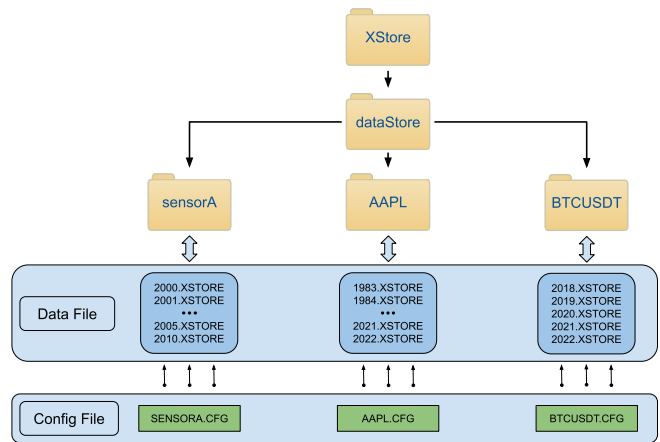 XStore
dataStore
sensorA
AAPL
BTCUSDT
Data File
2000.XSTORE
2001.XSTORE
•••
2005.XSTORE
2010.XSTORE
1983.XSTORE
1984.XSTORE
•••
2021.XSTORE
2022.XSTORE
2018.XSTORE
2019.XSTORE
2020.XSTORE
2021.XSTORE
2022.XSTORE
Config File
SENSORA.CFG
AAPL.CFG
BTCUSDT.CFG